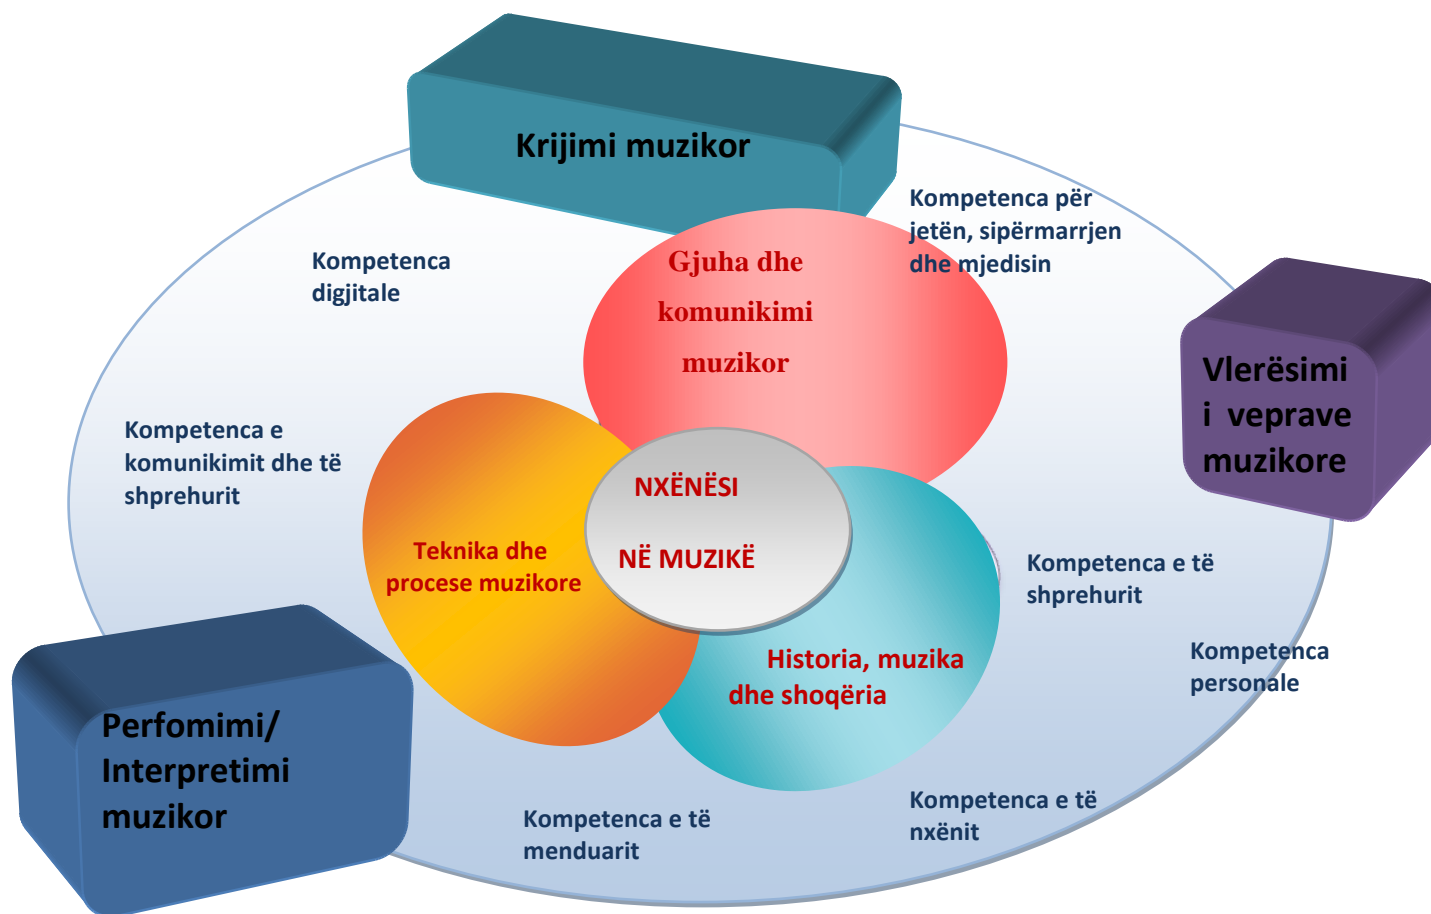 Krijimi muzikor
Kompetenca për
jetën, sipërmarrjen
dhe mjedisin
Kompetenca
digjitale
Gjuha dhe
komunikimi
muzikor
Vlerësimi
i veprave
muzikore
Kompetenca e
komunikimit dhe të
shprehurit
NXËNËSI
NË MUZIKË
Teknika dhe
procese muzikore
Kompetenca e të
shprehurit
Historia, muzika
dhe shoqëria
Kompetenca
personale
Perfomimi/
Interpretimi
muzikor
Kompetenca e të
menduarit
Kompetenca e të
nxënit